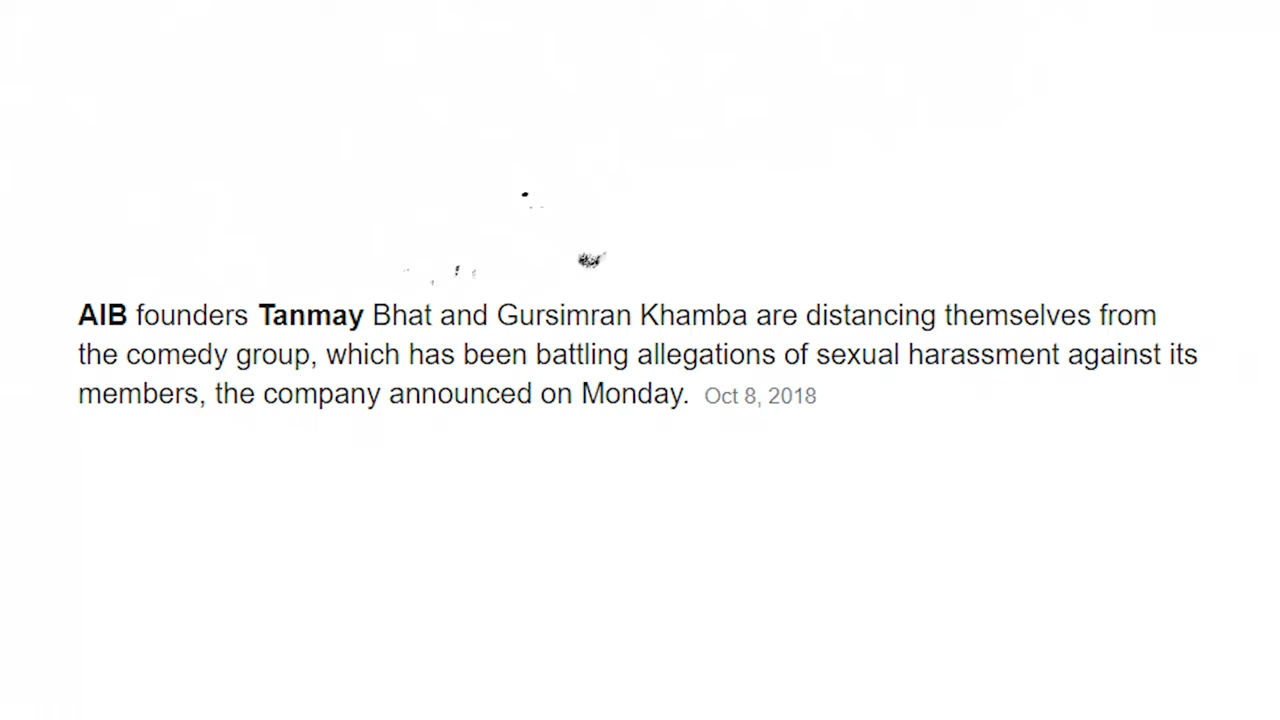 AIB founders Tanmay Bhat and Gursimran Khamba are distancing themselves from
the comedy group, which has been battling allegations of sexual harassment against its
members, the company announced on Monday. Oct 8, 2018